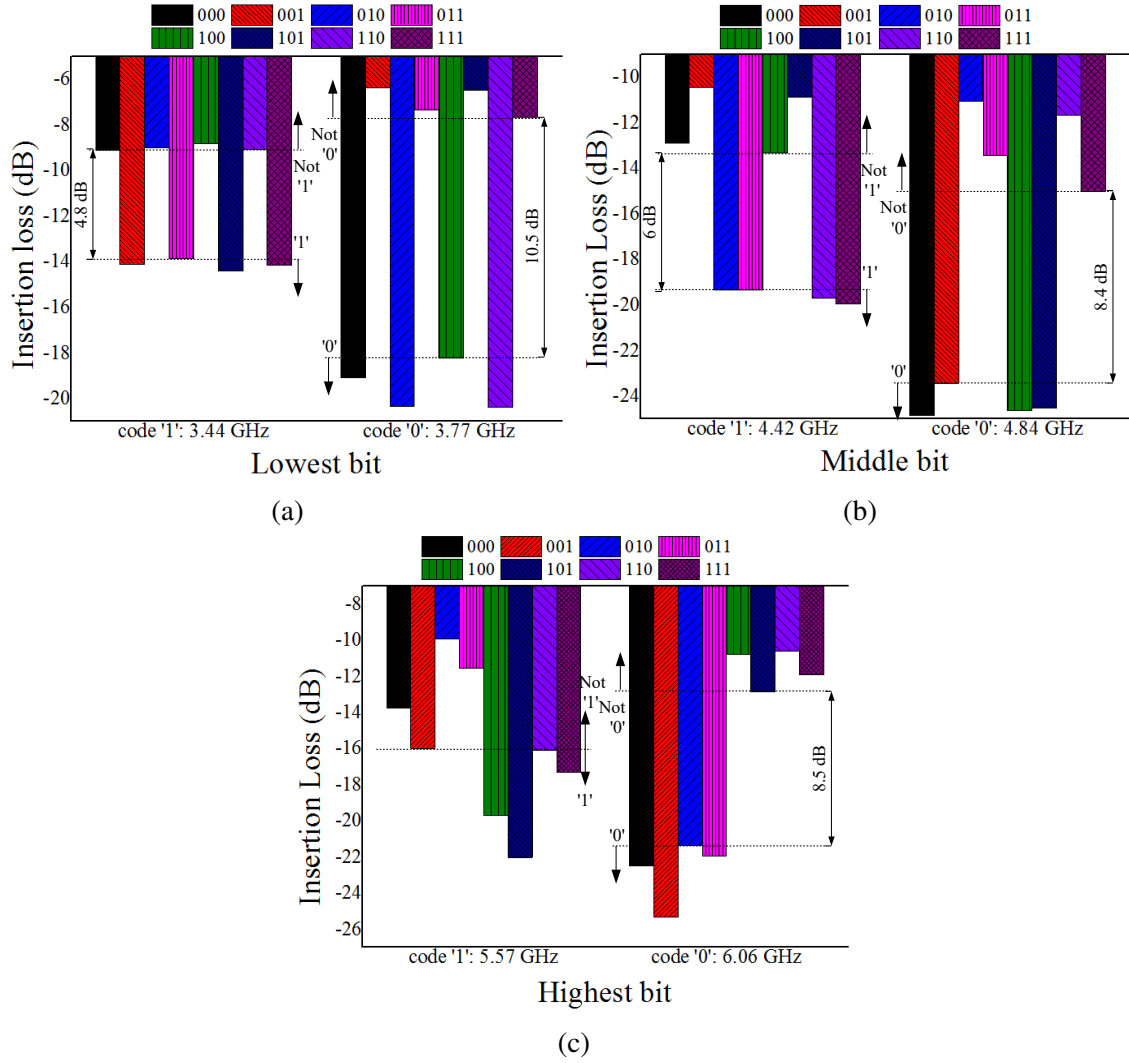 000 001 010 011
100 101 110 111
Insertion loss (dB)
-6
-8
-10
-12
-14
-16
-18
-20
4.8 dB
Not
'1'
'1'
Not
'0'
10.5 dB
'0'
code '1': 3.44 GHz code '0': 3.77 GHz
Lowest bit
(a)
000 001 010 011
100 101 110 111
Insertion Loss (dB)
-10
-12
-14
-16
-18
-20
-22
-24
6 dB
Not
'1'
'1'
Not
'0'
8.4 dB
'0'
code '1': 4.42 GHz code '0': 4.84 GHz
Middle bit
(b)
000 001 010 011
100 101 110 111
Insertion Loss (dB)
-8
-10
-12
-14
-16
-18
-20
-22
-24
-26
Not
'1'
'1'
Not
'0'
8.5 dB
'0'
code '1': 5.57 GHz code '0': 6.06 GHz
Highest bit
(c)